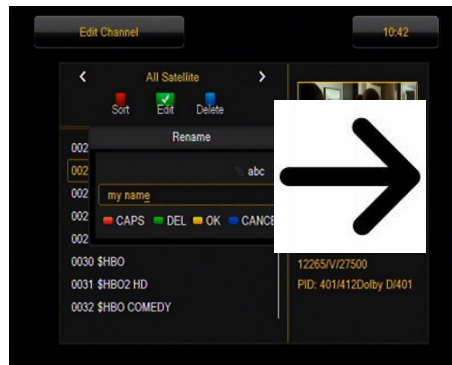 Edit Channel
10:42
All Satellite
Sort Edit Delete
Rename
002
abc
002
002 my name
002 CAPS DEL OK CANCE
002
0030 $HBO
0031 $HBO2 HD
0032 $HBO COMEDY
12265/V/27500
PID: 401/412Dolby D/401